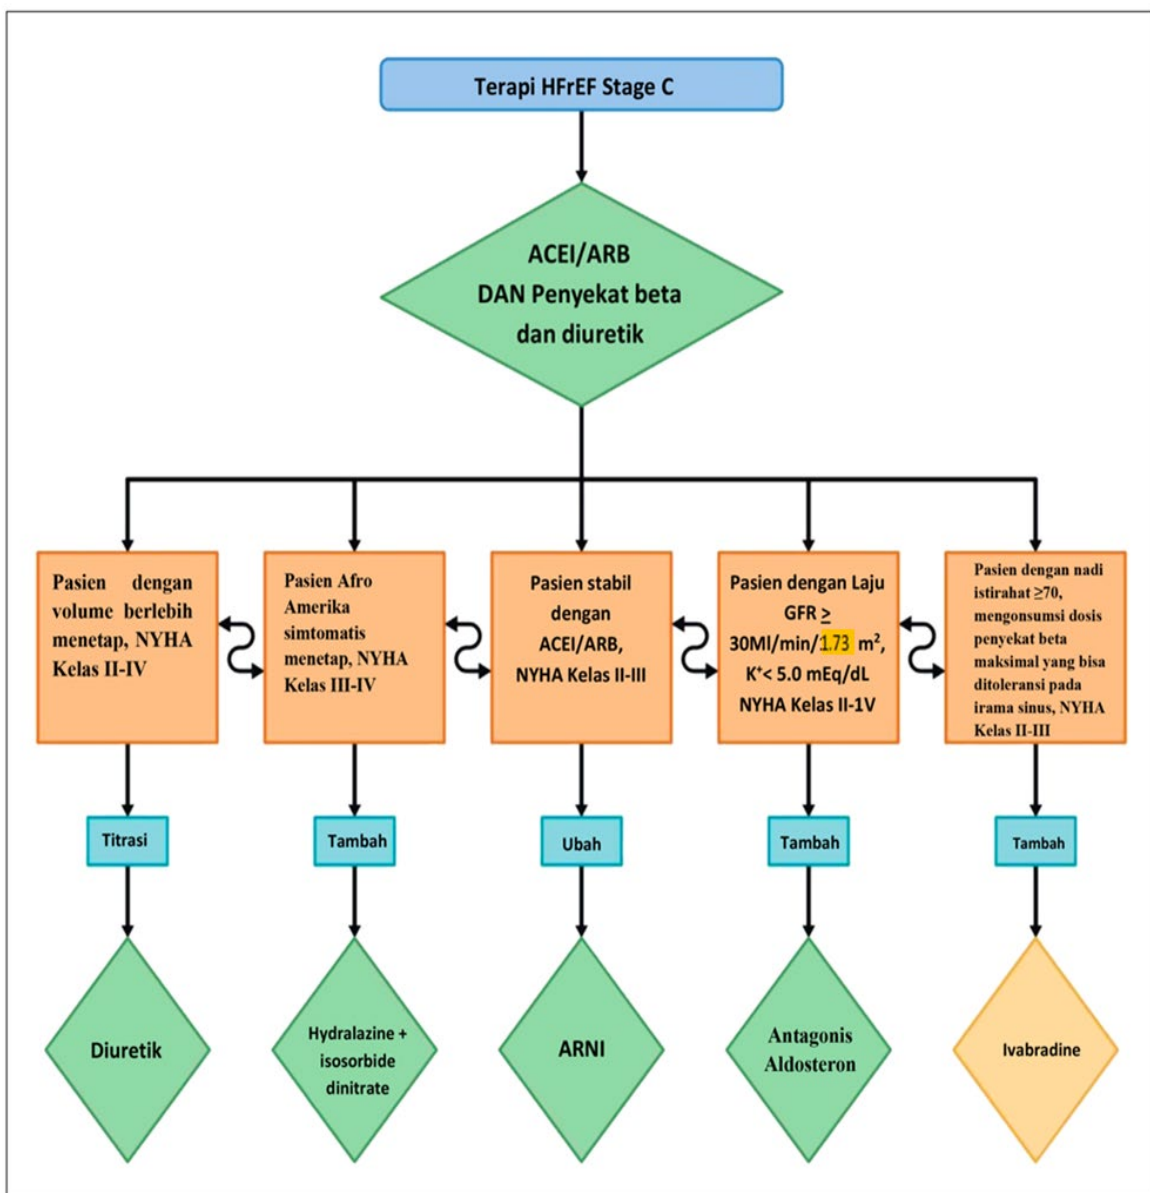 Terapi HFrEF Stage C
ACEI/ARB
DAN Penyekat beta
dan diuretik
Pasien dengan
volume berlebih
menetap, NYHA
Kelas II-IV
Pasien Afro
Amerika
simtomatis
menetap, NYHA
Kelas III-IV
Pasien stabil
dengan
ACEI/ARB,
NYHA Kelas II-III
Pasien dengan Laju
GFR ≥
30Ml/min/1.73 m²,
K⁺< 5.0 mEq/dL
NYHA Kelas II-1V
Pasien dengan nadi
istirahat ≥70,
mengonsumsi dosis
penyekat beta
maksimal yang bisa
ditoleransi pada
irama sinus, NYHA
Kelas II-III
Titrasi
Tambah
Ubah
Tambah
Tambah
Diuretik
Hydralazine +
isosorbide
dinitrate
ARNI
Antagonis
Aldosteron
Ivabradine